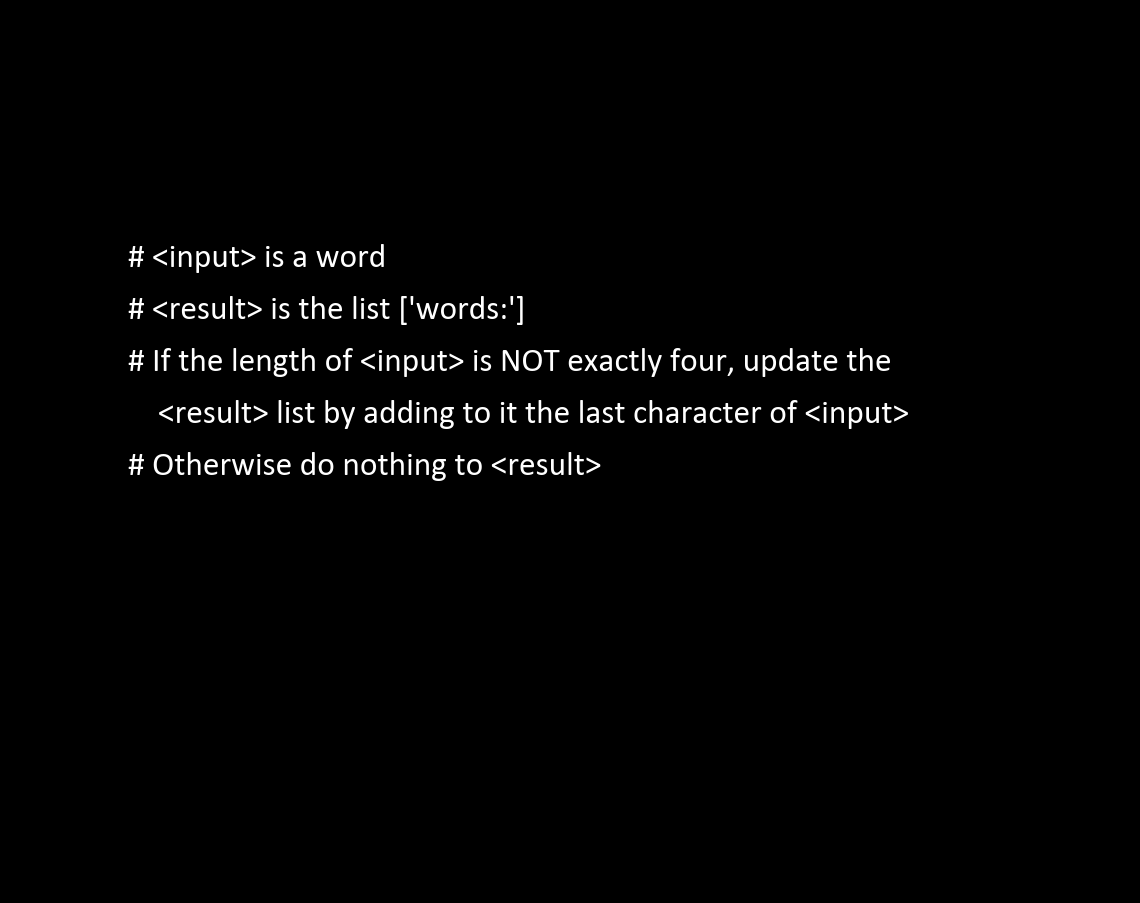 # <input> is a word
# <result> is the list ['words:']
# If the length of <input> is NOT exactly four, update the
<result> list by adding to it the last character of <input>
# Otherwise do nothing to <result>